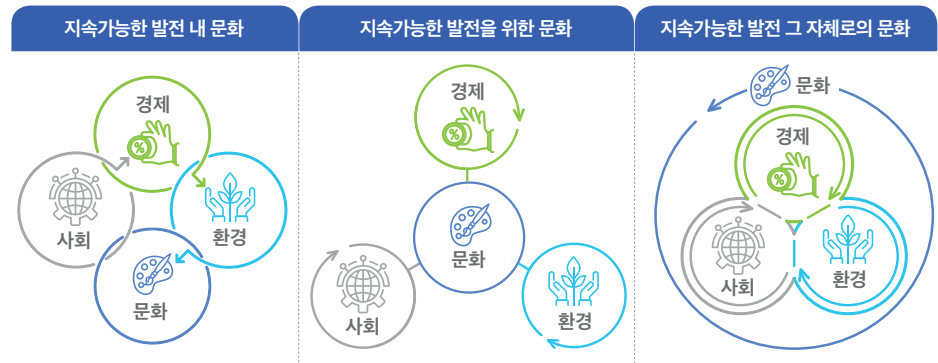 지속가능한 발전 내 문화
경제
%
사회
환경
문화
지속가능한 발전을 위한 문화
경제
%
문화
사회
환경
지속가능한 발전 그 자체로의 문화
문화
경제
%
사회
환경